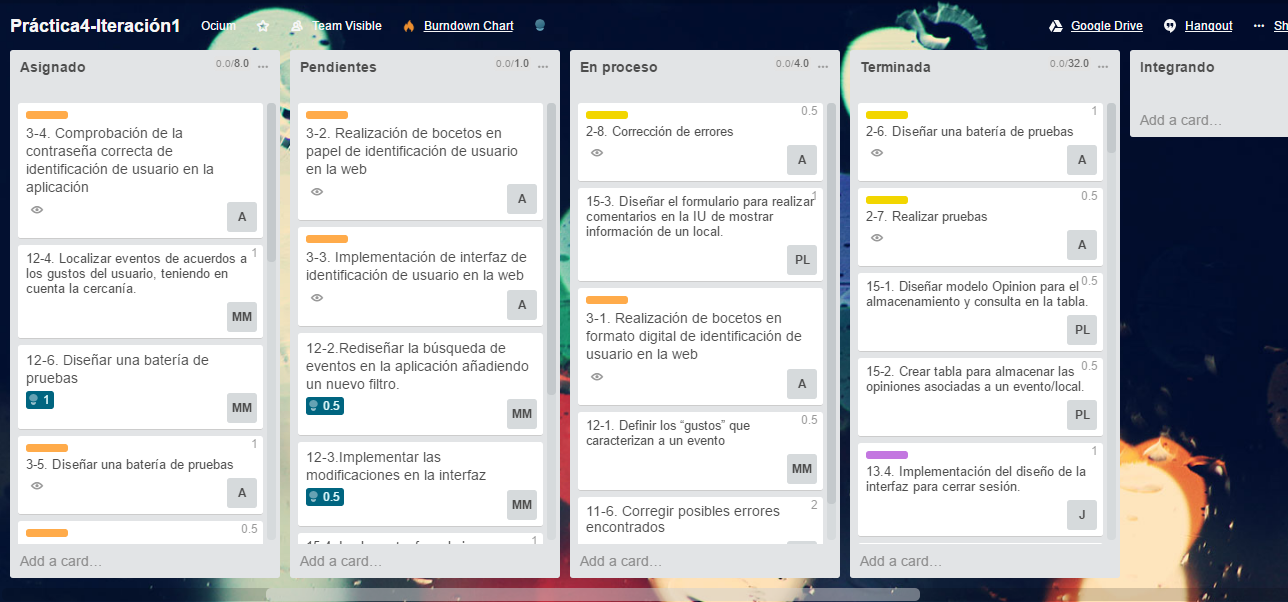 Práctica4-Iteración1
Ocium
Team Visible
Burndown Chart
Google Drive
Hangout
Sh
Asignado
0.0/8.0
3-4. Comprobación de la
contraseña correcta de
identificación de usuario en la
aplicación
A
1
12-4. Localizar eventos de acuerdos a
los gustos del usuario, teniendo en
cuenta la cercanía.
MM
12-6. Diseñar una batería de
pruebas
1
MM
1
3-5. Diseñar una batería de pruebas
A
0.5
Add a card…
Pendientes
0.0/1.0
3-2. Realización de bocetos en
papel de identificación de usuario
en la web
A
3-3. Implementación de interfaz de
identificación de usuario en la web
A
12-2.Rediseñar la búsqueda de
eventos en la aplicación añadiendo
un nuevo filtro.
0.5
MM
12-3.Implementar las
modificaciones en la interfaz
0.5
MM
1
Add a card…
En proceso
0.0/4.0
0.5
2-8. Corrección de errores
A
1
15-3. Diseñar el formulario para realizar
comentarios en la IU de mostrar
información de un local.
PL
3-1. Realización de bocetos en
formato digital de identificación de
usuario en la web
A
0.5
12-1. Definir los “gustos” que
caracterizan a un evento
MM
2
11-6. Corregir posibles errores
encontrados
Add a card…
Terminada
0.0/32.0
1
2-6. Diseñar una batería de pruebas
A
0.5
2-7. Realizar pruebas
A
0.5
15-1. Diseñar modelo Opinion para el
almacenamiento y consulta en la tabla.
PL
0.5
15-2. Crear tabla para almacenar las
opiniones asociadas a un evento/local.
PL
1
13.4. Implementación del diseño de la
interfaz para cerrar sesión.
J
Add a card…
Integrando
Add a card…